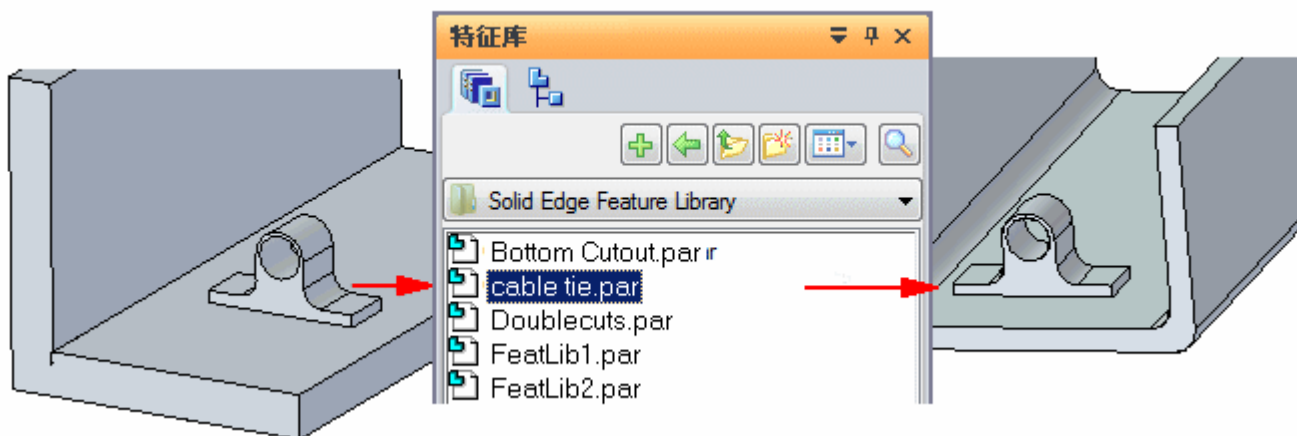 特征库
Solid Edge Feature Library
Bottom Cutout.par
cable tie.par
Doublecuts.par
FeatLib1.par
FeatLib2.par